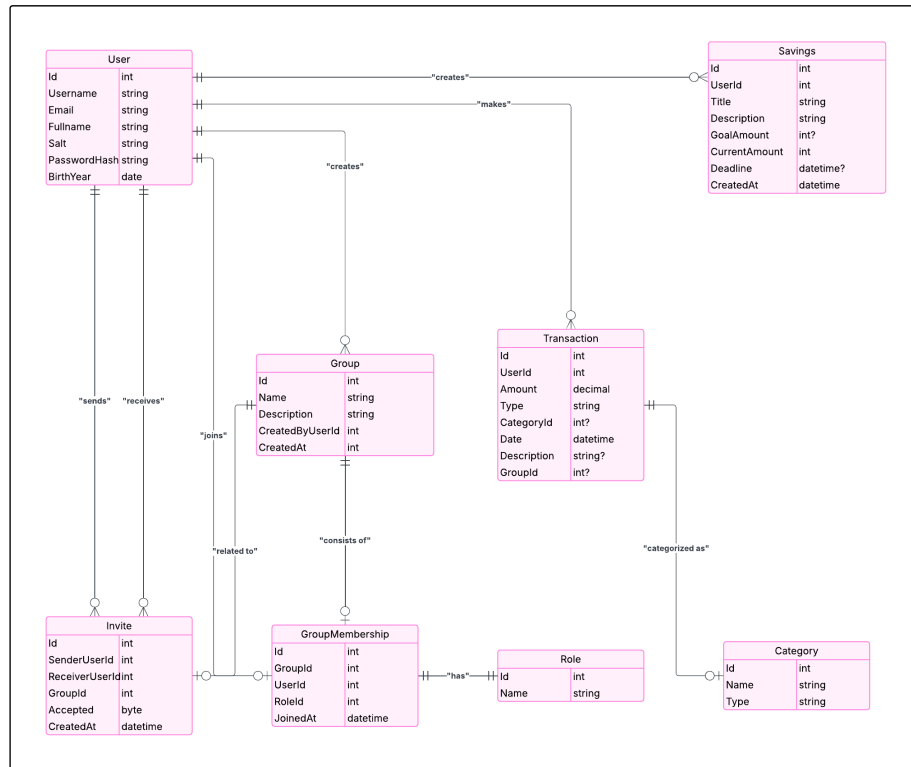 User
Id int
Username string
Email string
Fullname string
Salt string
PasswordHash string
BirthYear date
"creates"
Savings
Id int
UserId int
Title string
Description string
GoalAmount int?
CurrentAmount int
Deadline datetime?
CreatedAt datetime
"makes"
"creates"
"sends"
"receives"
"joins"
Group
Id int
Name string
Description string
CreatedByUserId int
CreatedAt int
Transaction
Id int
UserId int
Amount decimal
Type string
CategoryId int?
Date datetime
Description string?
GroupId int?
"related to"
"consists of"
"categorized as"
Invite
Id int
SenderUserId int
ReceiverUserId int
GroupId int
Accepted byte
CreatedAt datetime
GroupMembership
Id int
GroupId int
UserId int
RoleId int
JoinedAt datetime
"has"
Role
Id int
Name string
Category
Id int
Name string
Type string